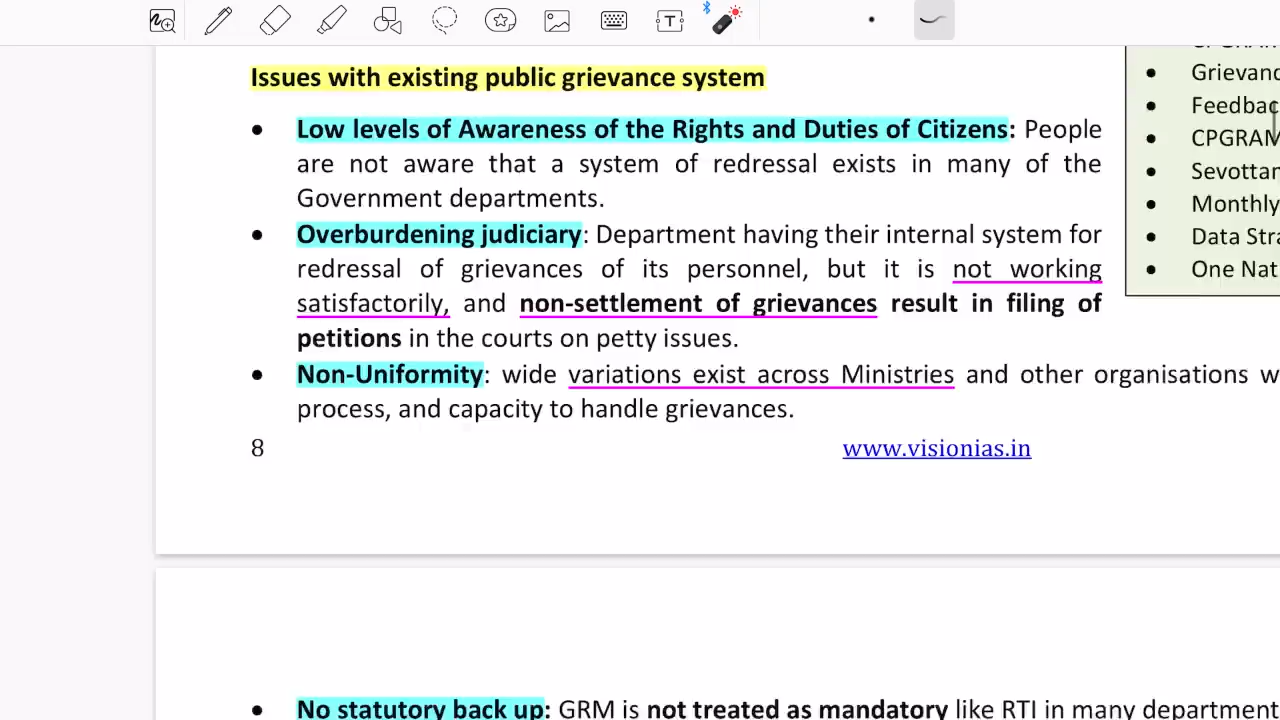 Issues with existing public grievance system
• Low levels of Awareness of the Rights and Duties of Citizens: People
are not aware that a system of redressal exists in many of the
Government departments.
• Overburdening judiciary: Department having their internal system for
redressal of grievances of its personnel, but it is not working
satisfactorily, and non-settlement of grievances result in filing of
petitions in the courts on petty issues.
• Non-Uniformity: wide variations exist across Ministries and other organisations w
process, and capacity to handle grievances.
8
www.visionias.in
• Grievanc
• Feedbac
• CPGRAM
• Sevottan
• Monthly
• Data Stra
• One Nat
• No statutory back up: GRM is not treated as mandatory like RTI in many department